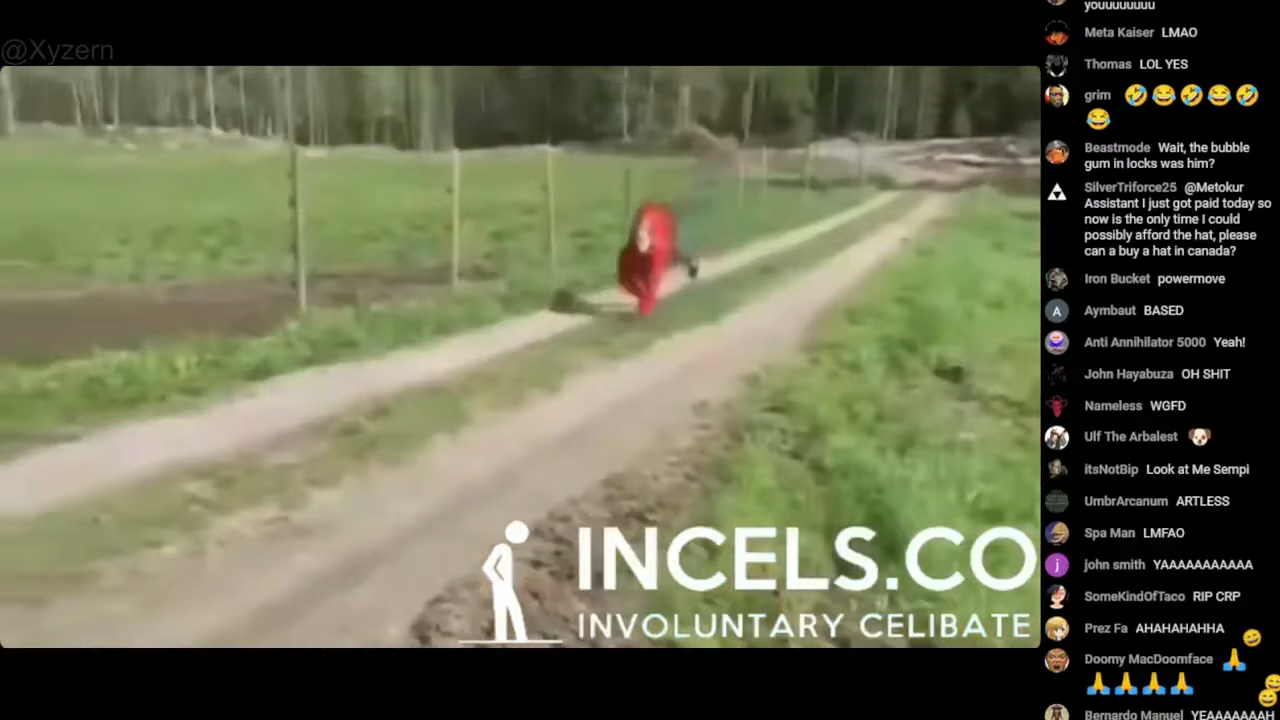 youuuuuuuu
@Xyzern
Meta Kaiser LMAO
Thomas LOL YES
grim 🤣😂🤣😂🤣
😂
Beastmode Wait, the bubble
gum in locks was him?
SilverTriforce25 @Metokur
Assistant I just got paid today so
now is the only time I could
possibly afford the hat, please
can a buy a hat in canada?
Iron Bucket powermove
A Aymbaut BASED
Anti Annihilator 5000 Yeah!
John Hayabuza OH SHIT
Nameless WGFD
Ulf The Arbalest 🐶
itsNotBip Look at Me Sempi
UmbrArcanum ARTLESS
Spa Man LMFAO
j john smith YAAAAAAAAAAA
SomeKindOfTaco RIP CRP
Prez Fa AHAHAHAHHA
Doomy MacDoomface 🙏
🙏🙏🙏🙏
Bernardo Manuel YEAAAAAAAH
INCELS.CO
INVOLUNTARY CELIBATE